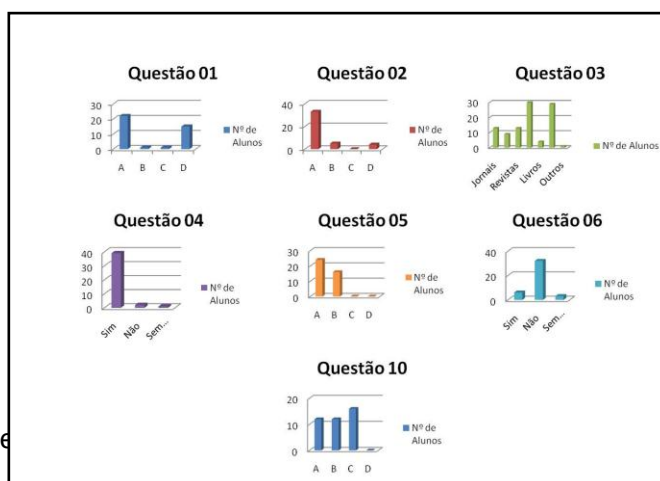 Questão 01
30
20
10
0
A B C D
Nº de
Alunos
Questão 02
40
20
0
A B C D
Nº de
Alunos
Questão 03
30
20
10
0
Jornais
Revistas
Livros
Outros
Nº de Alunos
Questão 04
40
30
20
10
0
Sim
Não
Sem...
Nº de
Alunos
Questão 05
30
20
10
0
A B C D
Nº de
Alunos
Questão 06
40
20
0
Sim
Não
Sem...
Nº de
Alunos
Questão 10
20
10
0
A B C D
Nº de
Alunos
e